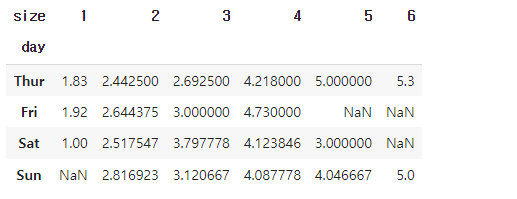 size 1 2 3 4 5 6
day
Thur 1.83 2.442500 2.692500 4.218000 5.000000 5.3
Fri 1.92 2.644375 3.000000 4.730000 NaN NaN
Sat 1.00 2.517547 3.797778 4.123846 3.000000 NaN
Sun NaN 2.816923 3.120667 4.087778 4.046667 5.0